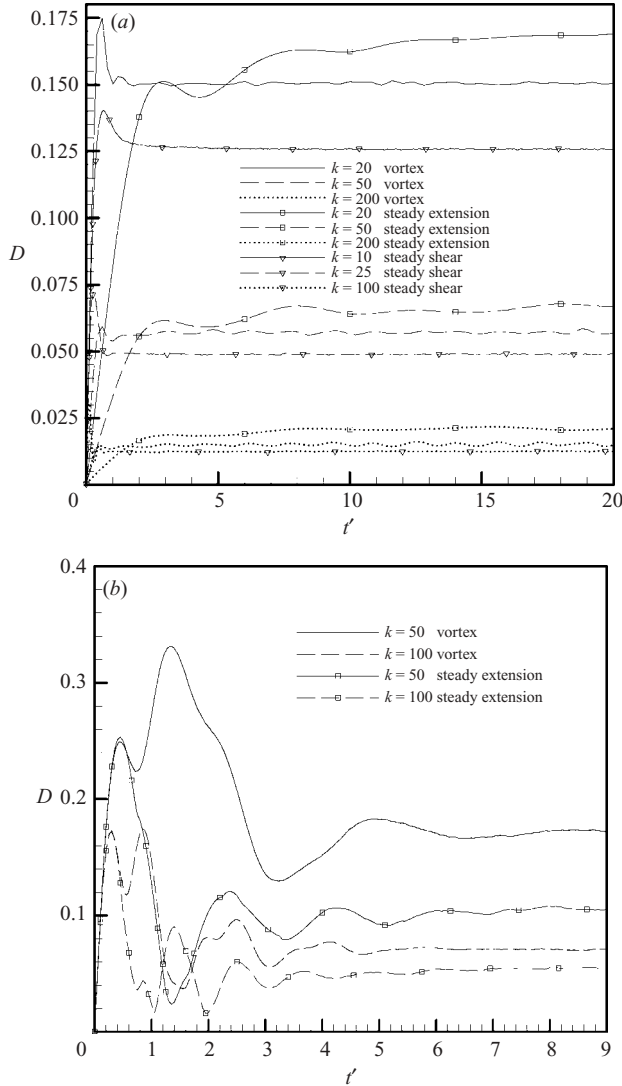 (a)
0.175
0.150
0.125
0.100
0.075
0.050
0.025
D
k = 20 vortex
k = 50 vortex
k = 200 vortex
k = 20 steady extension
k = 50 steady extension
k = 200 steady extension
k = 10 steady shear
k = 25 steady shear
k = 100 steady shear
0 5 10 15 20
t′
(b)
0.4
0.3
0.2
0.1
D
k = 50 vortex
k = 100 vortex
k = 50 steady extension
k = 100 steady extension
0 1 2 3 4 5 6 7 8 9
t′